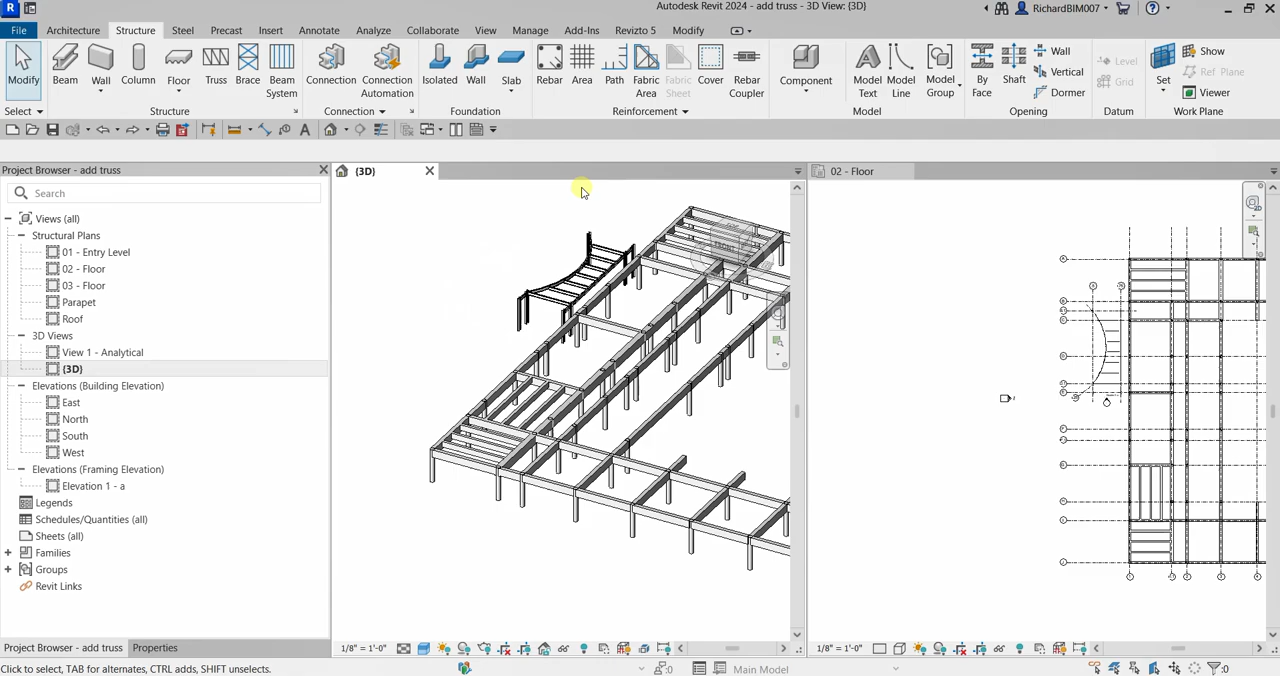 Autodesk Revit 2024 - add truss - 3D View: {3D}
RichardBIM007
File
Architecture
Structure
Steel
Precast
Insert
Annotate
Analyze
Collaborate
View
Manage
Add-Ins
Revizto 5
Modify
Modify
Beam
Wall
Column
Floor
Truss
Brace
Beam
System
Connection
Connection
Automation
Isolated
Wall
Slab
Rebar
Area
Path
Fabric
Area
Fabric
Sheet
Cover
Rebar
Coupler
Component
Model
Text
Model
Line
Model
Group
By
Face
Shaft
Wall
Vertical
Dormer
Level
Grid
Set
Show
Ref Plane
Viewer
Select
Structure
Connection
Foundation
Reinforcement
Model
Opening
Datum
Work Plane
Project Browser - add truss
Search
Views (all)
Structural Plans
01 - Entry Level
02 - Floor
03 - Floor
Parapet
Roof
3D Views
View 1 - Analytical
{3D}
Elevations (Building Elevation)
East
North
South
West
Elevations (Framing Elevation)
Elevation 1 - a
Legends
Schedules/Quantities (all)
Sheets (all)
Families
Groups
Revit Links
Project Browser - add truss
Properties
{3D}
02 - Floor
FRONT
1/8" = 1'-0"
1/8" = 1'-0"
Click to select, TAB for alternates, CTRL adds, SHIFT unselects.
:0
Main Model
:0